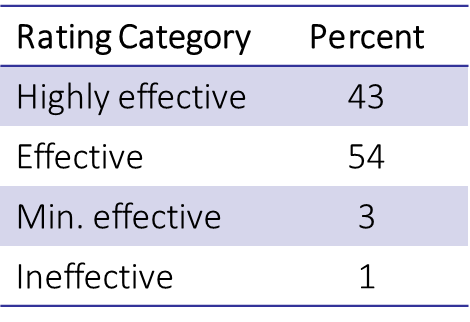 Rating Category Percent
Highly effective 43
Effective 54
Min. effective 3
Ineffective 1